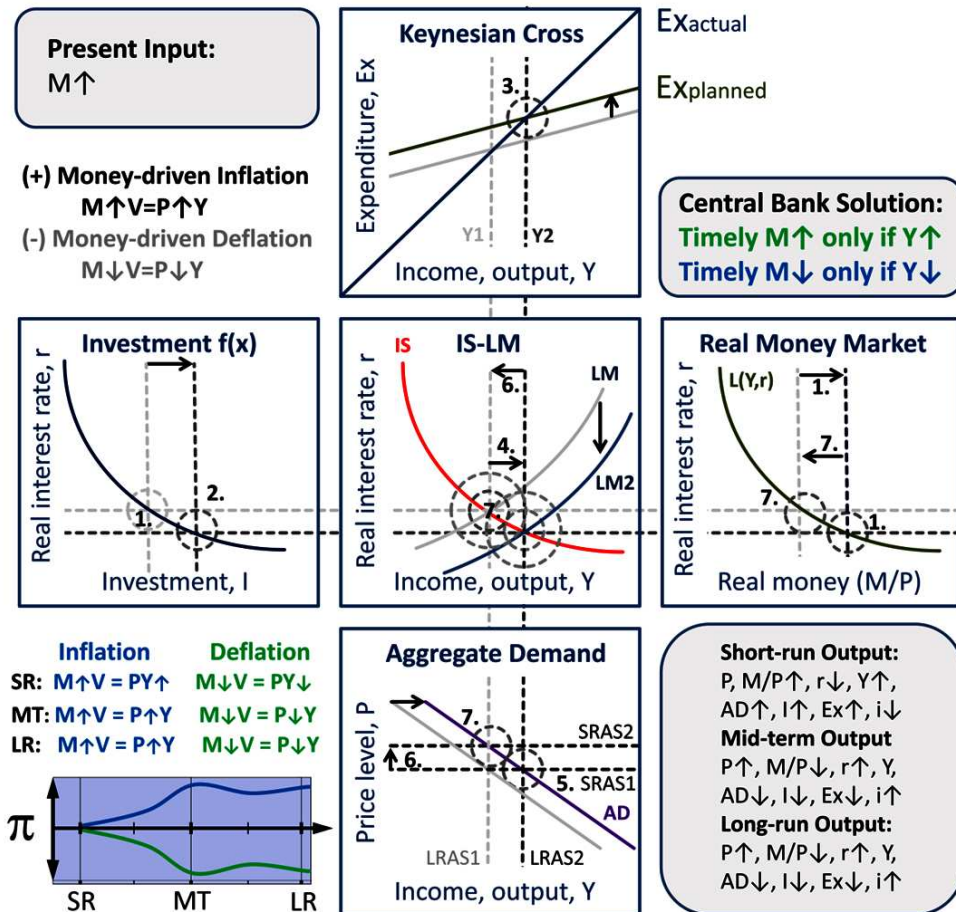 Present Input:
M↑
(+) Money-driven Inflation
M↑V=P↑Y
(-) Money-driven Deflation
M↓V=P↓Y
Keynesian Cross
Expenditure, Ex
3.
Y1
Y2
Income, output, Y
Exactual
Explanned
Central Bank Solution:
Timely M↑ only if Y↑
Timely M↓ only if Y↓
Investment f(x)
Real interest rate, r
1.
2.
Investment, I
IS-LM
Real interest rate, r
IS
6.
LM
4.
LM2
7.
Income, output, Y
Real Money Market
Real interest rate, r
L(Y,r)
1.
7.
7.
1.
Real money (M/P)
Inflation
Deflation
SR: M↑V = PY↑ M↓V = PY↓
MT: M↑V = P↑Y M↓V = P↓Y
LR: M↑V = P↑Y M↓V = P↓Y
π
SR MT LR
Aggregate Demand
Price level, P
7.
SRAS2
6.
5.
SRAS1
AD
LRAS1
LRAS2
Income, output, Y
Short-run Output:
P, M/P↑, r↓, Y↑,
AD↑, I↑, Ex↑, i↓
Mid-term Output
P↑, M/P↓, r↑, Y,
AD↓, I↓, Ex↓, i↑
Long-run Output:
P↑, M/P↓, r↑, Y,
AD↓, I↓, Ex↓, i↑